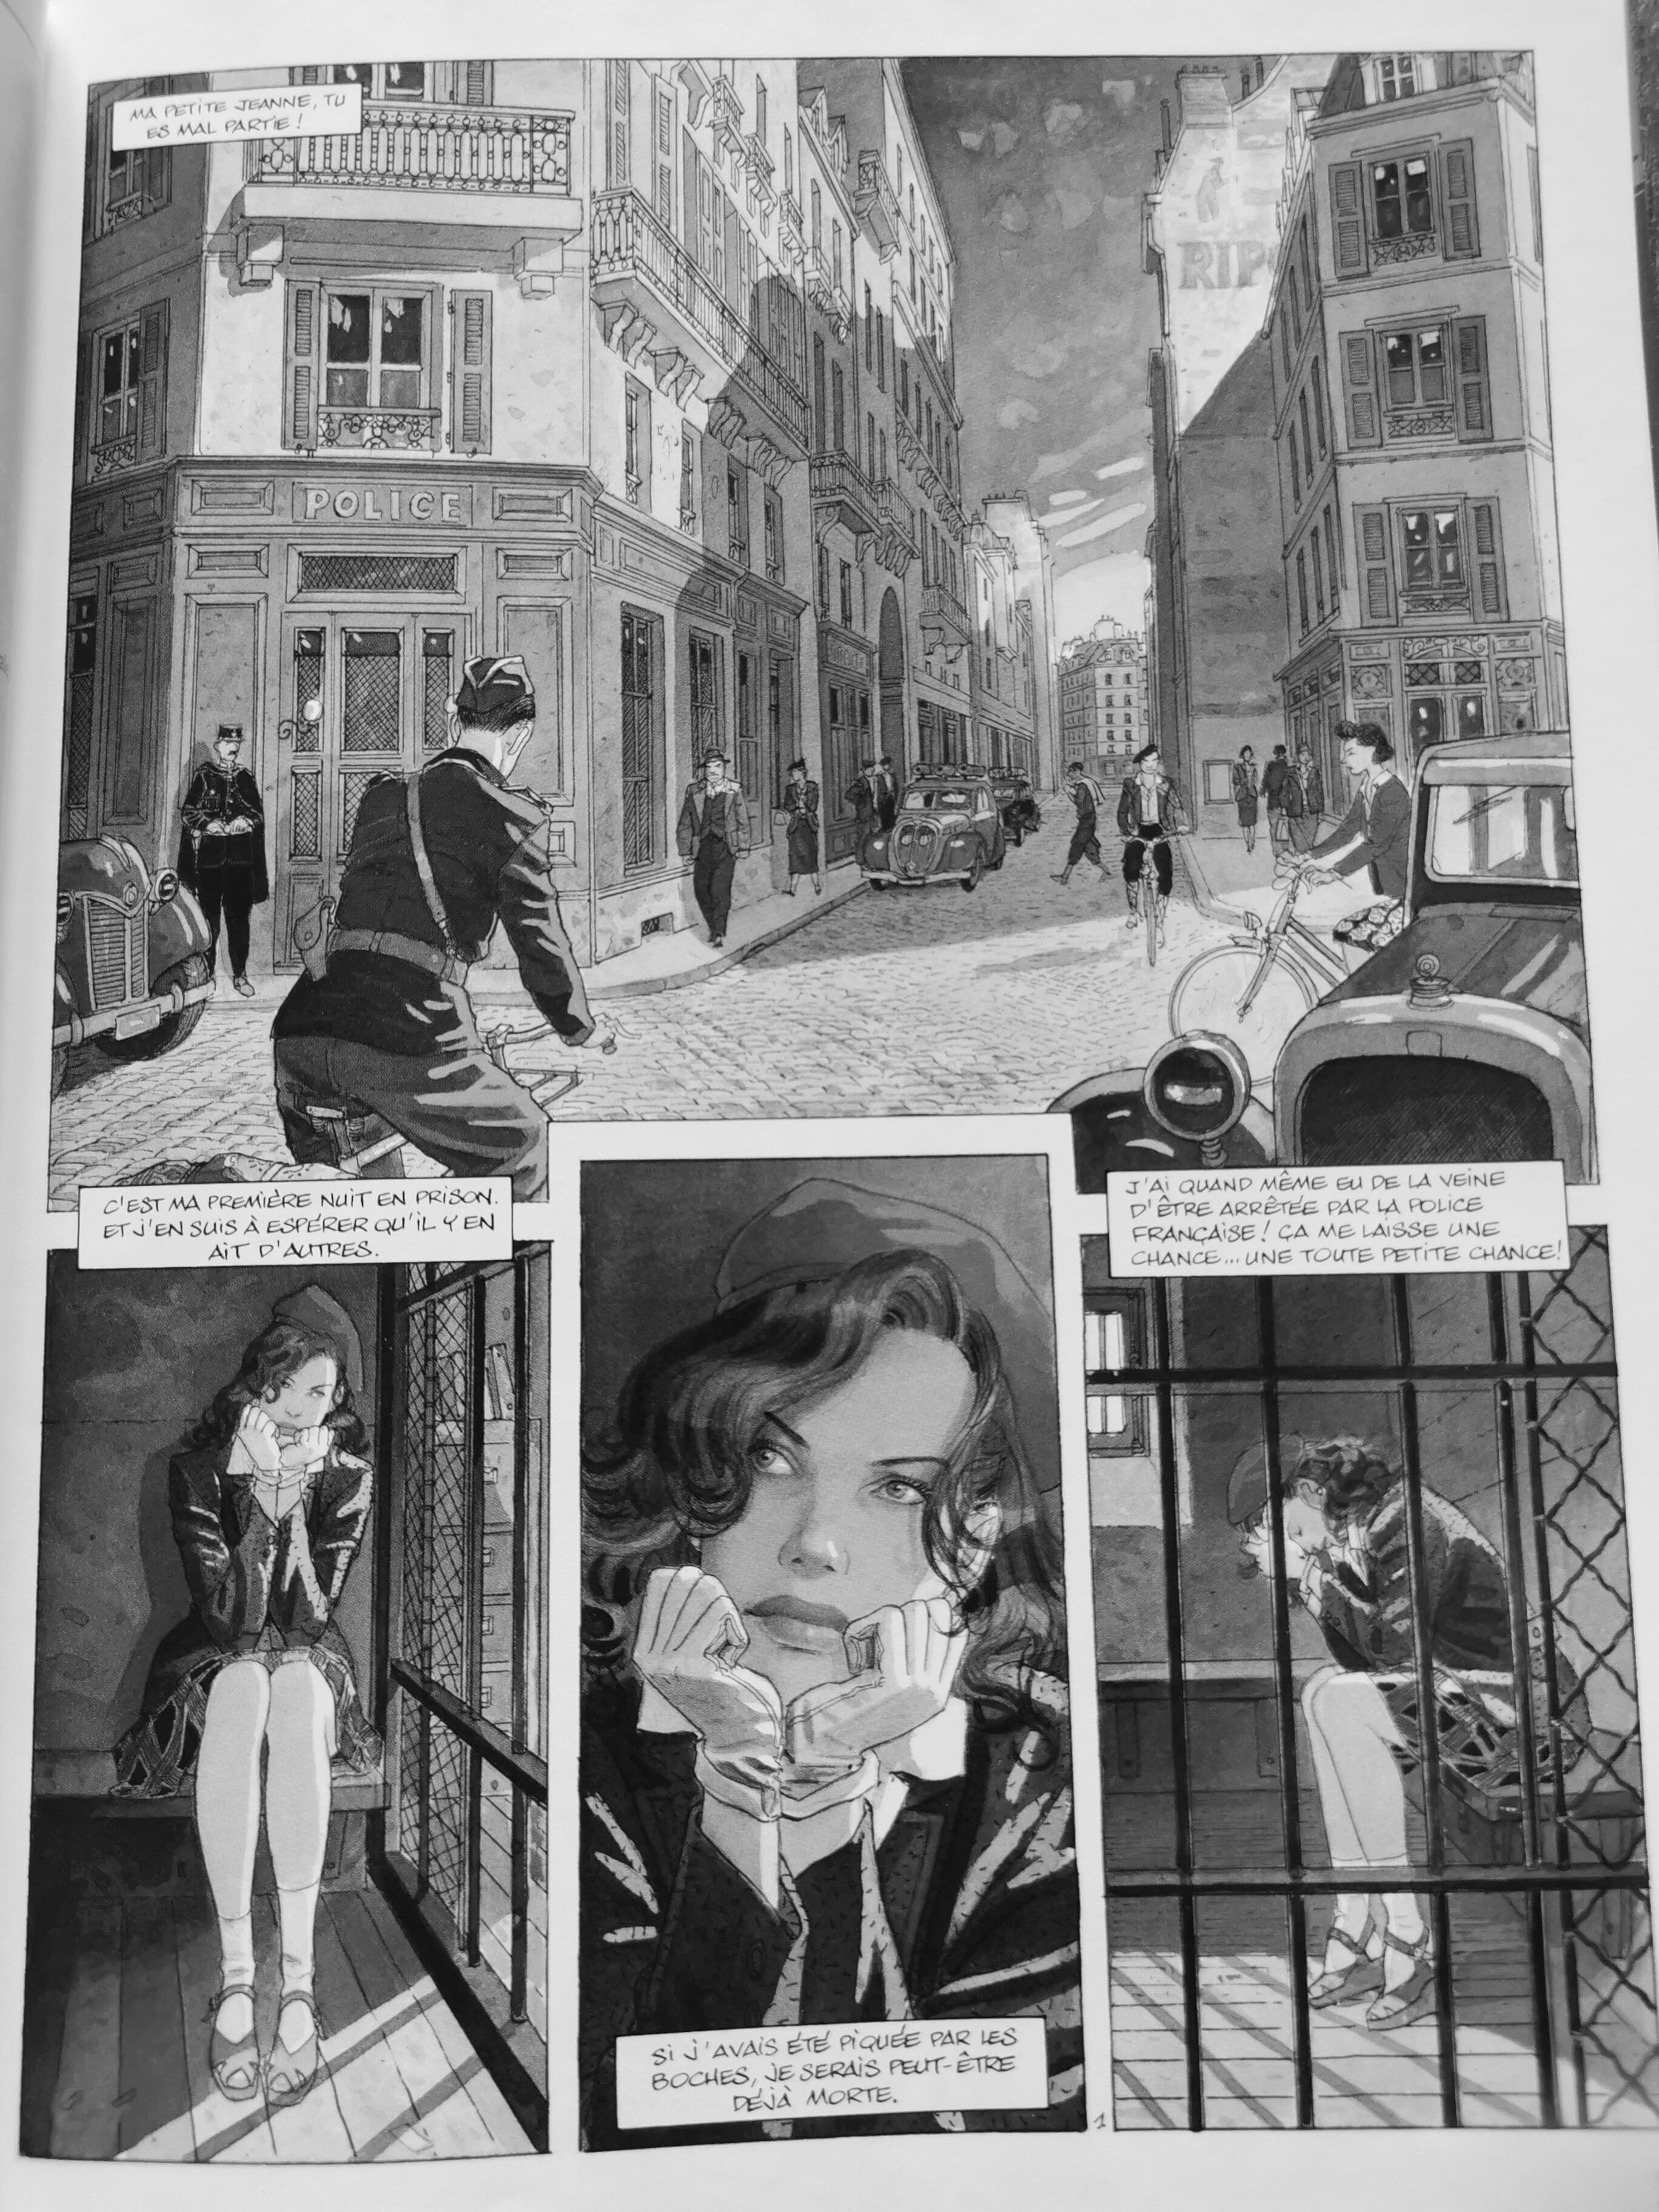 MA PETITE JEANNE, TU
ES MAL PARTIE !
RIP
POLICE
C'EST MA PREMIÈRE NUIT EN PRISON.
ET J'EN SUIS À ESPÉRER QU'IL Y EN
AIT D'AUTRES.
SI J'AVAIS ÉTÉ PIQUÉE PAR LES
BOCHES, JE SERAIS PEUT-ÊTRE
DÉJÀ MORTE.
J'AI QUAND MÊME EU DE LA VEINE
D'ÊTRE ARRÊTÉE PAR LA POLICE
FRANÇAISE ! ÇA ME LAISSE UNE
CHANCE... UNE TOUTE PETITE CHANCE !
1